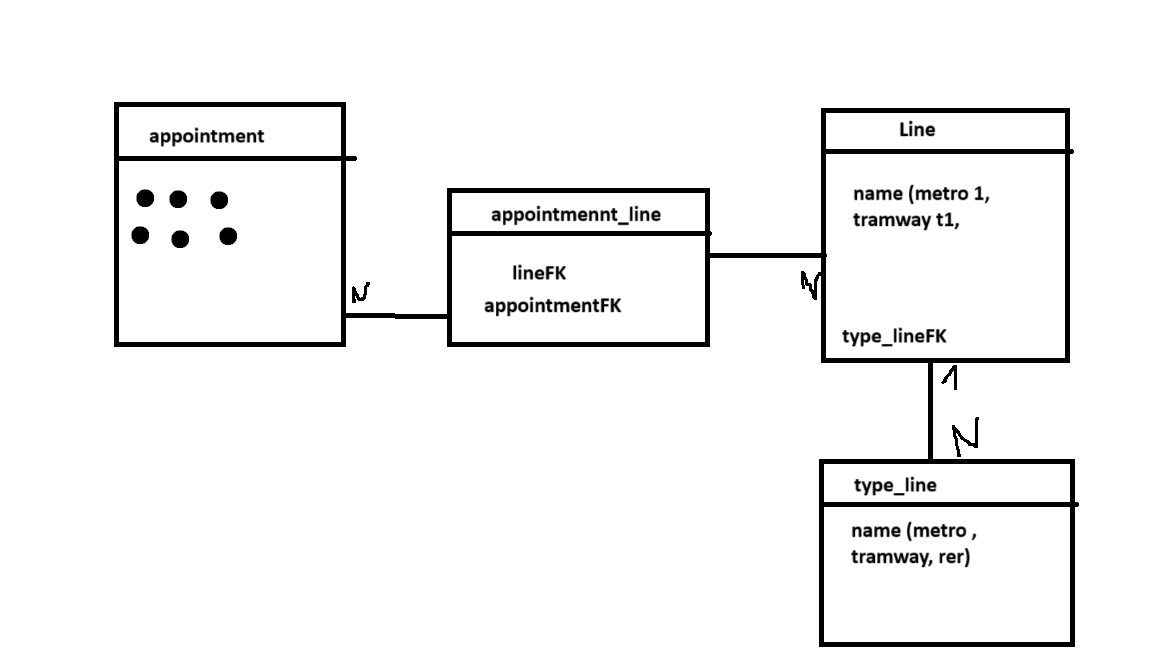 appointment
N
appointmennt_line
lineFK
appointmentFK
N
Line
name (metro 1,
tramway t1,
type_lineFK
1
N
type_line
name (metro ,
tramway, rer)